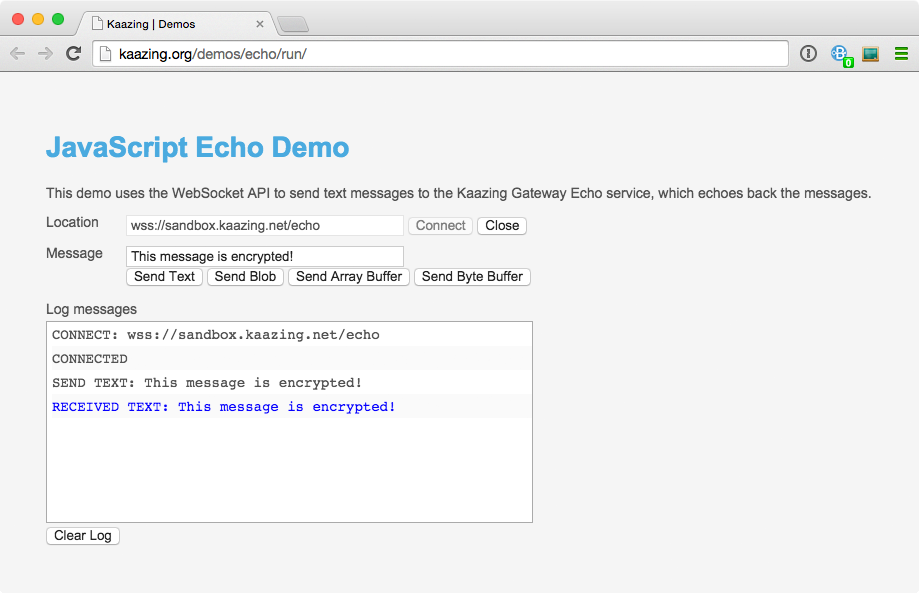 Kaazing | Demos
kaazing.org/demos/echo/run/
0
JavaScript Echo Demo
This demo uses the WebSocket API to send text messages to the Kaazing Gateway Echo service, which echoes back the messages.
Location wss://sandbox.kaazing.net/echo Connect Close
Message This message is encrypted!
Send Text Send Blob Send Array Buffer Send Byte Buffer
Log messages
CONNECT: wss://sandbox.kaazing.net/echo
CONNECTED
SEND TEXT: This message is encrypted!
RECEIVED TEXT: This message is encrypted!
Clear Log